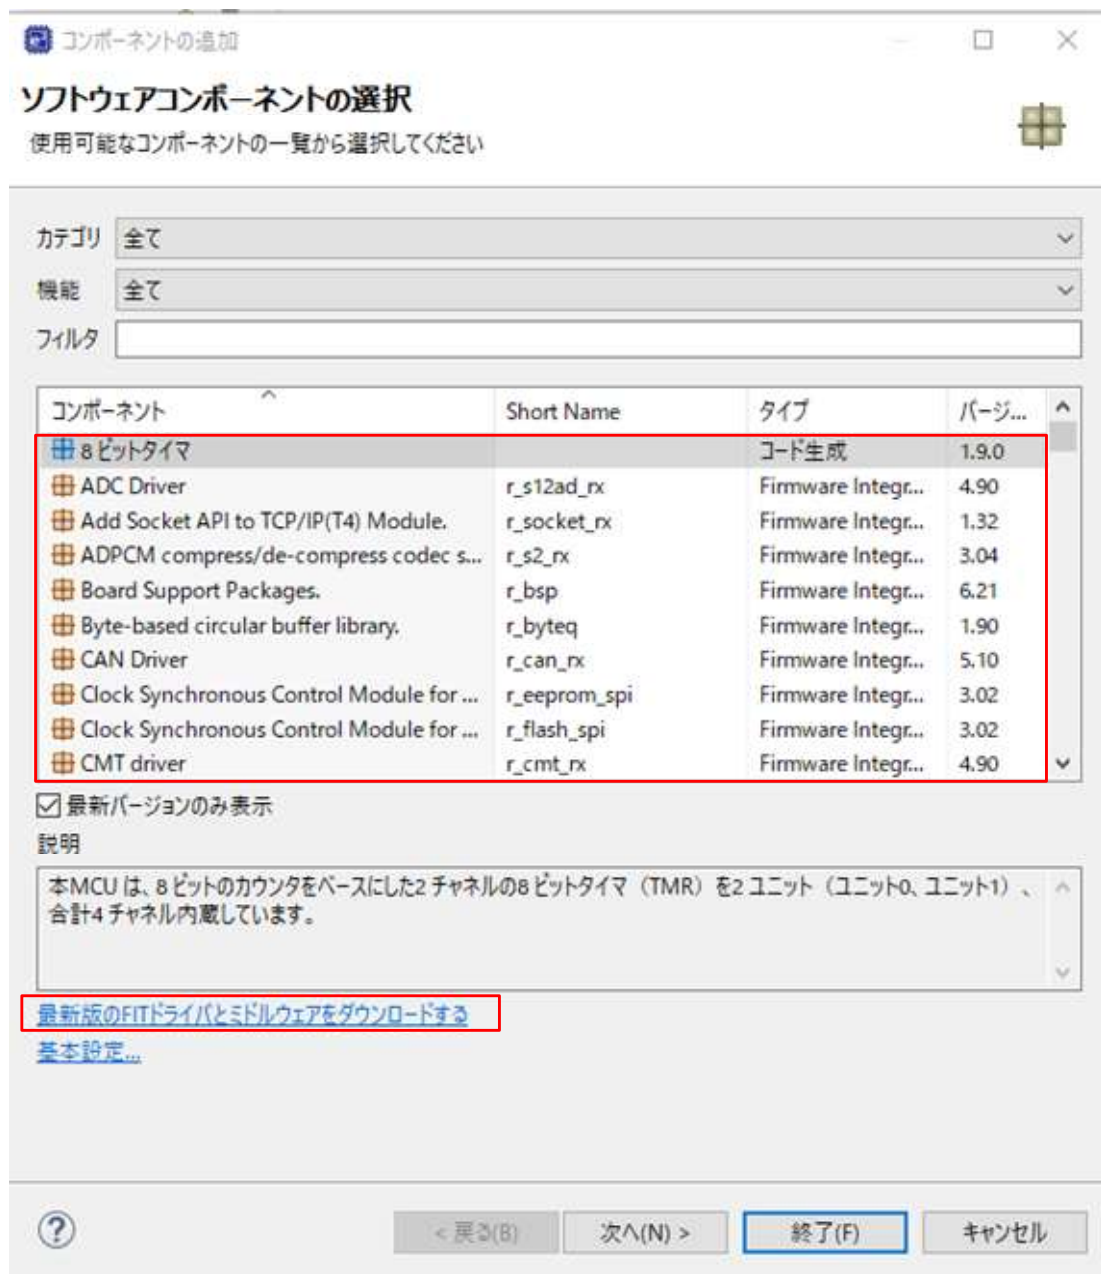 コンポーネントの追加
ソフトウェアコンポーネントの選択
使用可能なコンポーネントの一覧から選択してください
カテゴリ 全て
機能 全て
フィルタ
コンポーネント Short Name タイプ バージ...
8 ビットタイマ コード生成 1.9.0
ADC Driver r_s12ad_rx Firmware Integr... 4.90
Add Socket API to TCP/IP(T4) Module. r_socket_rx Firmware Integr... 1.32
ADPCM compress/de-compress codec s... r_s2_rx Firmware Integr... 3.04
Board Support Packages. r_bsp Firmware Integr... 6.21
Byte-based circular buffer library. r_byteq Firmware Integr... 1.90
CAN Driver r_can_rx Firmware Integr... 5.10
Clock Synchronous Control Module for ... r_eeprom_spi Firmware Integr... 3.02
Clock Synchronous Control Module for ... r_flash_spi Firmware Integr... 3.02
CMT driver r_cmt_rx Firmware Integr... 4.90
最新バージョンのみ表示
説明
本MCU は、8 ビットのカウンタをベースにした2 チャネルの8 ビットタイマ（TMR）を2 ユニット（ユニット0、ユニット1）、
合計4 チャネル内蔵しています。
最新版のFITドライバとミドルウェアをダウンロードする
基本設定...
< 戻る(B) 次へ(N) > 終了(F) キャンセル